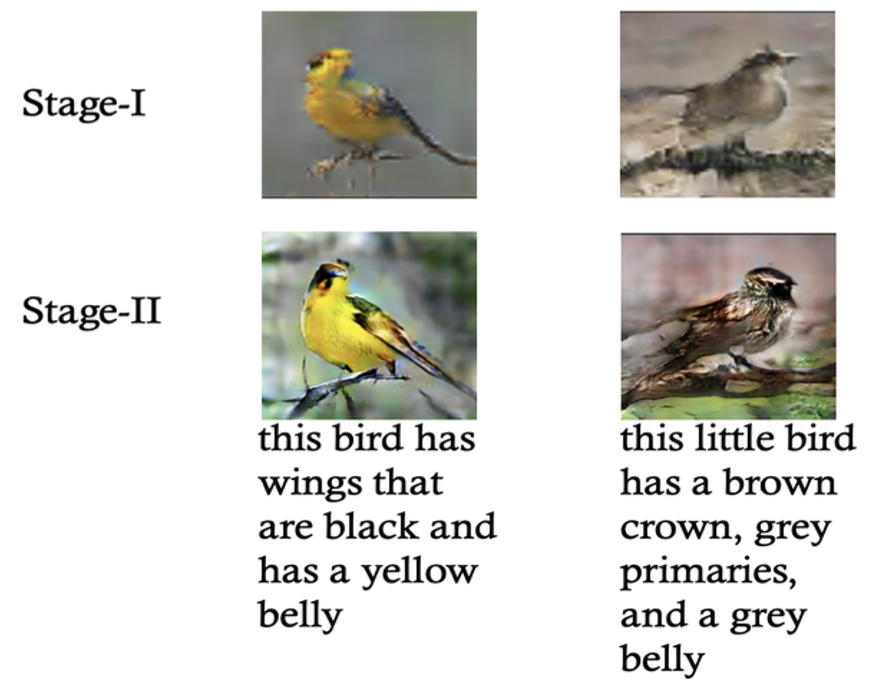 Stage-I
Stage-II
this bird has
wings that
are black and
has a yellow
belly
this little bird
has a brown
crown, grey
primaries,
and a grey
belly